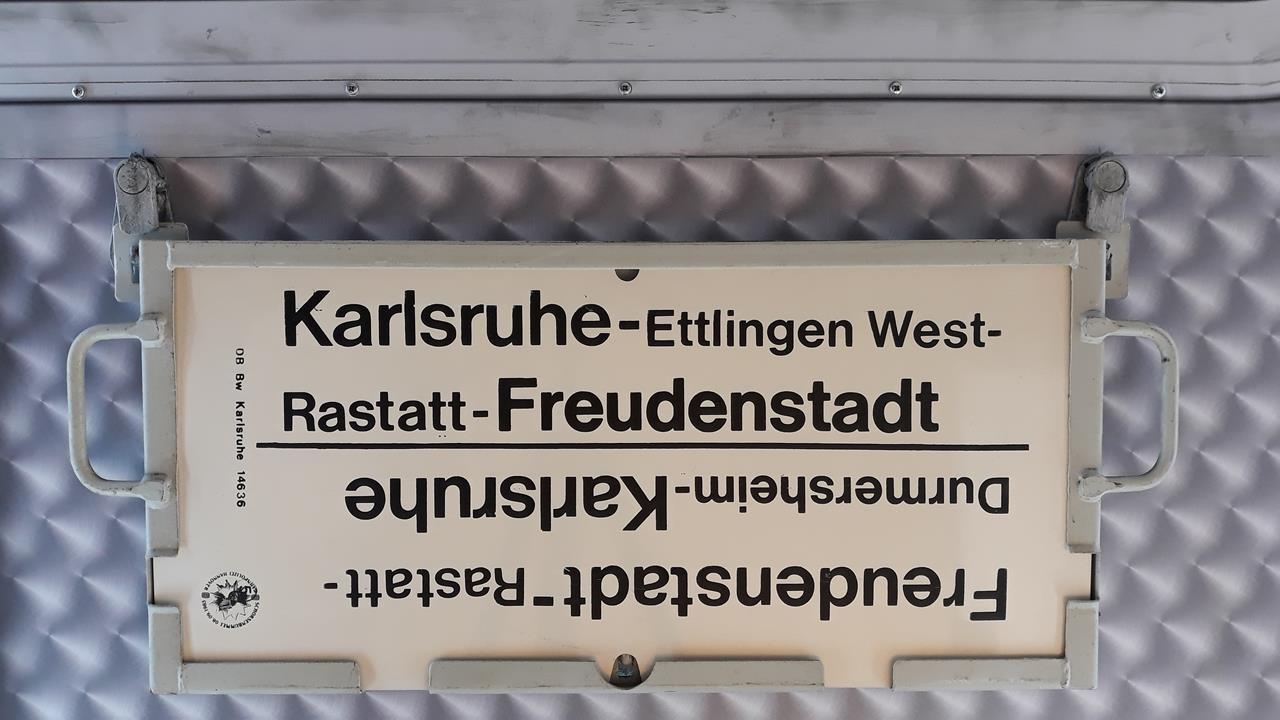 Karlsruhe-Ettlingen West-
Rastatt-Freudenstadt
DB Bw Karlsruhe 14636
Freudenstadt-Rastatt-
Durmersheim-Karlsruhe